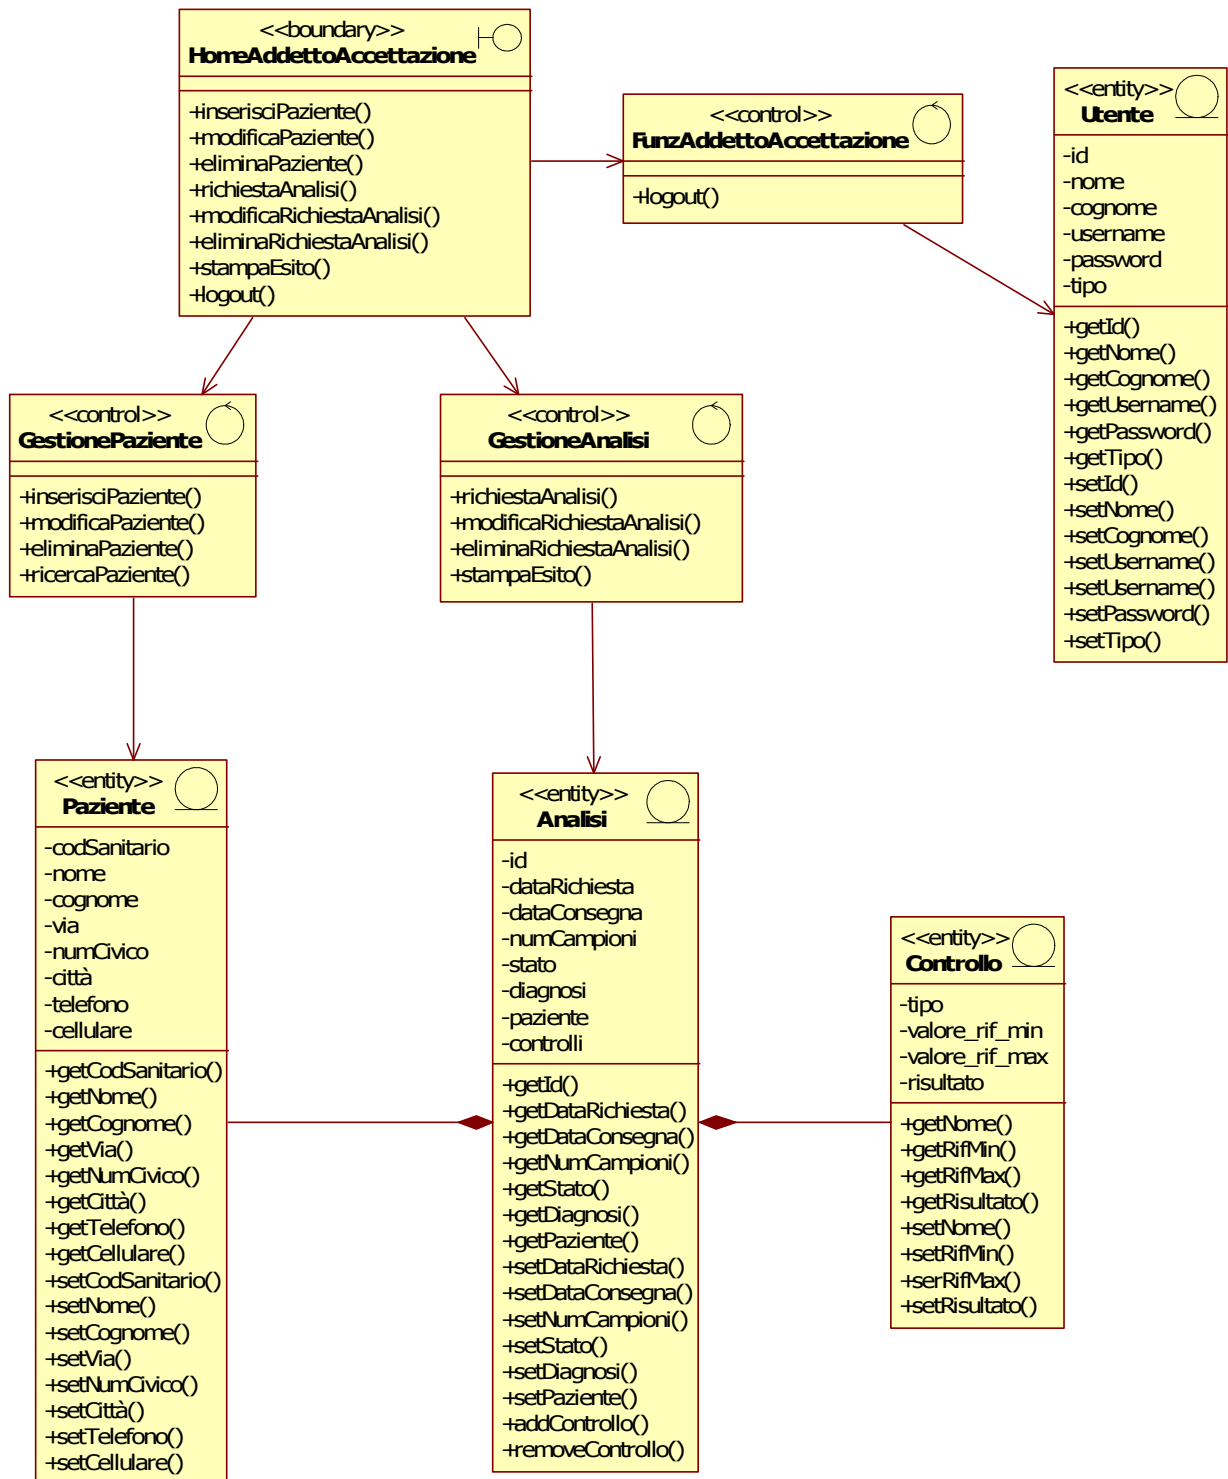 <<boundary>>
HomeAddettoAccettazione
+inserisciPaziente()
+modificaPaziente()
+eliminaPaziente()
+richiestaAnalisi()
+modificaRichiestaAnalisi()
+eliminaRichiestaAnalisi()
+stampaEsito()
+logout()
<<control>>
FunzAddettoAccettazione
+logout()
<<entity>>
Utente
-id
-nome
-cognome
-username
-password
-tipo
+getId()
+getNome()
+getCognome()
+getUsername()
+getPassword()
+getTipo()
+setId()
+setNome()
+setCognome()
+setUsername()
+setUsername()
+setPassword()
+setTipo()
<<control>>
GestionePaziente
+inserisciPaziente()
+modificaPaziente()
+eliminaPaziente()
+ricercaPaziente()
<<control>>
GestioneAnalisi
+richiestaAnalisi()
+modificaRichiestaAnalisi()
+eliminaRichiestaAnalisi()
+stampaEsito()
<<entity>>
Paziente
-codSanitario
-nome
-cognome
-via
-numCivico
-città
-telefono
-cellulare
+getCodSanitario()
+getNome()
+getCognome()
+getVia()
+getNumCivico()
+getCittà()
+getTelefono()
+getCellulare()
+setCodSanitario()
+setNome()
+setCognome()
+setVia()
+setNumCivico()
+setCittà()
+setTelefono()
+setCellulare()
<<entity>>
Analisi
-id
-dataRichiesta
-dataConsegna
-numCampioni
-stato
-diagnosi
-paziente
-controlli
+getId()
+getDataRichiesta()
+getDataConsegna()
+getNumCampioni()
+getStato()
+getDiagnosi()
+getPaziente()
+setDataRichiesta()
+setDataConsegna()
+setNumCampioni()
+setStato()
+setDiagnosi()
+setPaziente()
+addControllo()
+removeControllo()
<<entity>>
Controllo
-tipo
-valore_rif_min
-valore_rif_max
-risultato
+getNome()
+getRifMin()
+getRifMax()
+getRisultato()
+setNome()
+setRifMin()
+serRifMax()
+setRisultato()